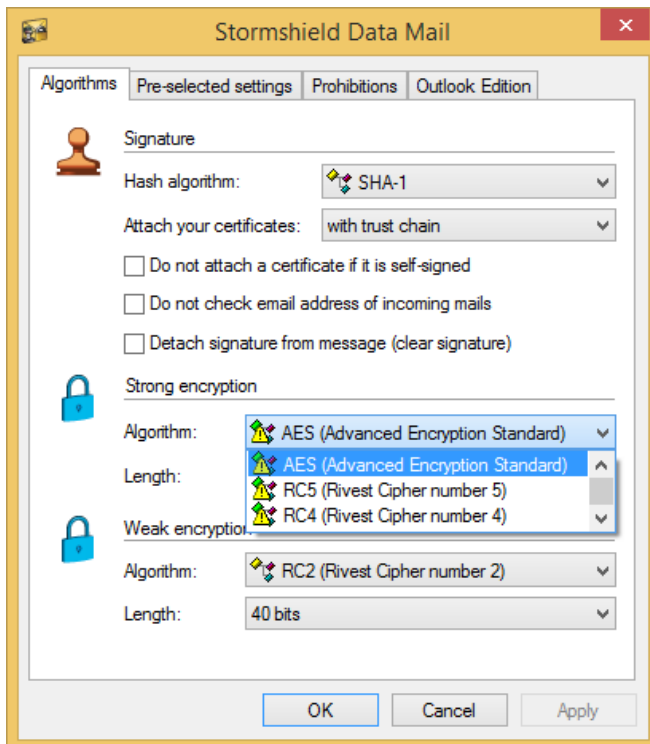 Stormshield Data Mail
Algorithms Pre-selected settings Prohibitions Outlook Edition
Signature
Hash algorithm: SHA-1
Attach your certificates: with trust chain
Do not attach a certificate if it is self-signed
Do not check email address of incoming mails
Detach signature from message (clear signature)
Strong encryption
Algorithm: AES (Advanced Encryption Standard)
AES (Advanced Encryption Standard)
Length: RC5 (Rivest Cipher number 5)
RC4 (Rivest Cipher number 4)
Weak encryption
Algorithm: RC2 (Rivest Cipher number 2)
Length: 40 bits
OK Cancel Apply